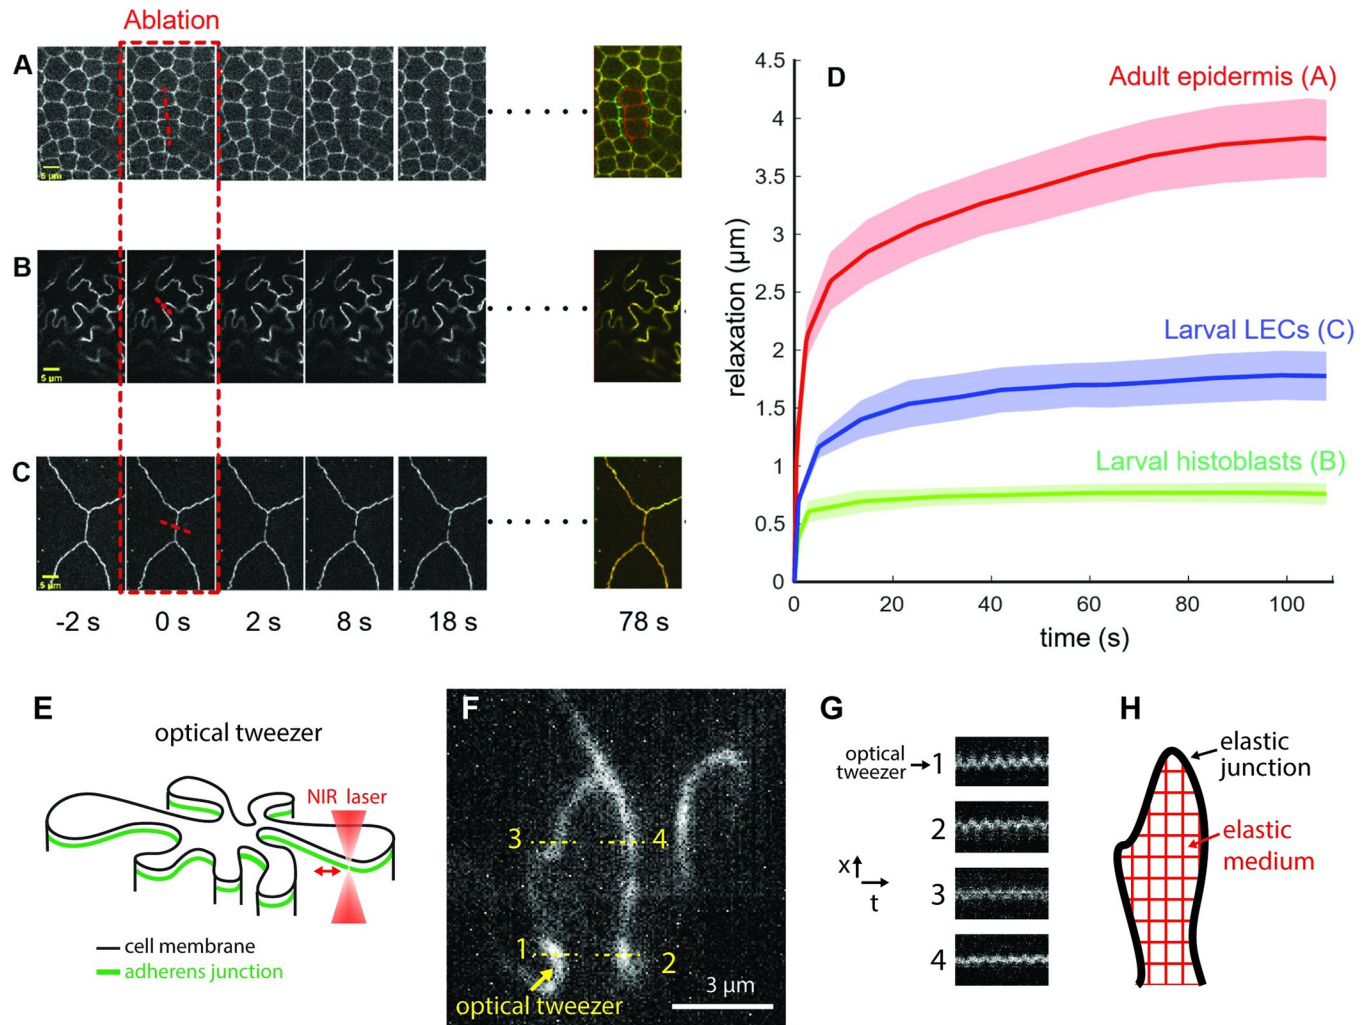 Ablation
A
5 µm
B
5 µm
C
5 µm
-2 s
0 s
2 s
8 s
18 s
78 s
D
4.5
4
3.5
3
2.5
2
1.5
1
0.5
0
relaxation (µm)
0
20
40
60
80
100
time (s)
Adult epidermis (A)
Larval LECs (C)
Larval histoblasts (B)
E
optical tweezer
NIR laser
cell membrane
adherens junction
F
3
4
1
2
optical tweezer
3 µm
G
optical
tweezer
1
2
3
4
x
t
H
elastic
junction
elastic
medium